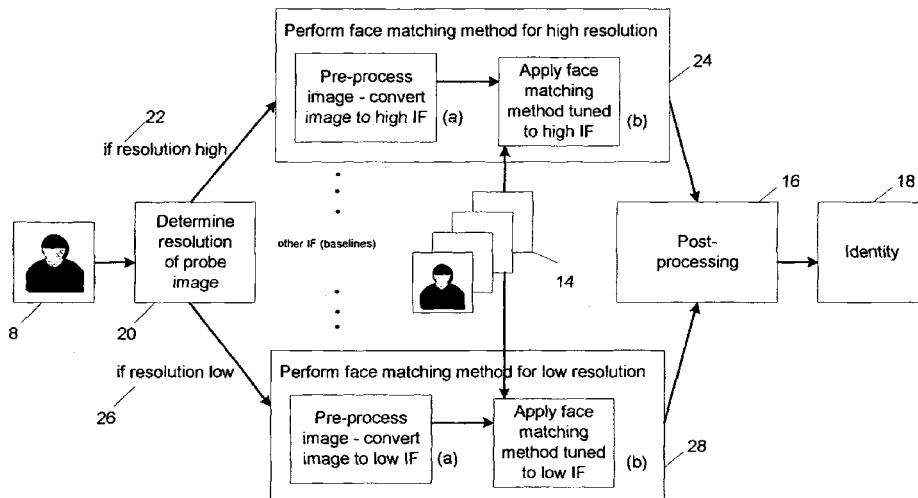 Perform face matching method for high resolution
Pre-process
image - convert
image to high IF
(a)
Apply face
matching
method tuned
to high IF
(b)
24
22
if resolution high
8
Determine
resolution
of probe
image
20
other IF (baselines)
14
16
Post-
processing
18
Identity
if resolution low
26
Perform face matching method for low resolution
Pre-process
image - convert
image to low IF
(a)
Apply face
matching
method tuned
to low IF
(b)
28